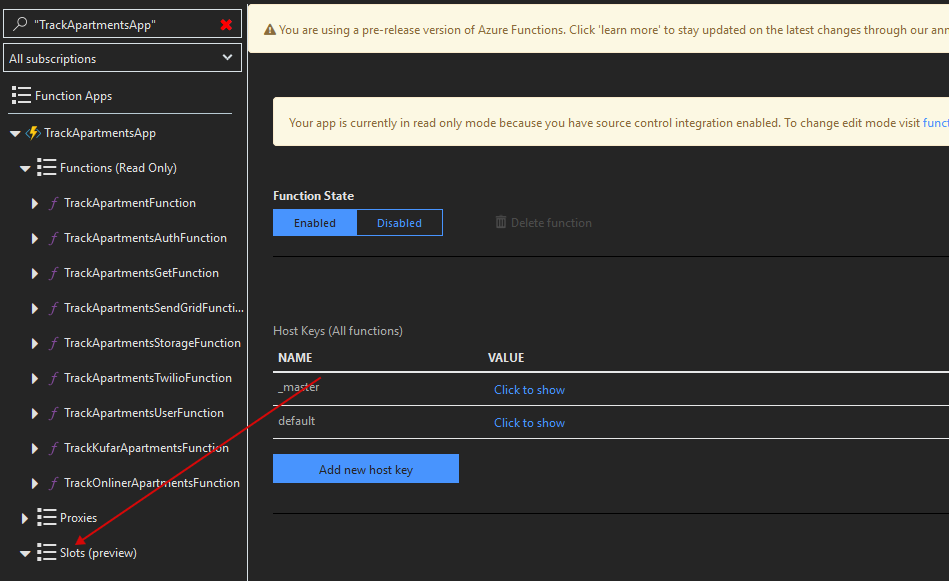 "TrackApartmentsApp"
All subscriptions
Function Apps
TrackApartmentsApp
Functions (Read Only)
TrackApartmentFunction
TrackApartmentsAuthFunction
TrackApartmentsGetFunction
TrackApartmentsSendGridFuncti...
TrackApartmentsStorageFunction
TrackApartmentsTwilioFunction
TrackApartmentsUserFunction
TrackKufarApartmentsFunction
TrackOnlinerApartmentsFunction
Proxies
Slots (preview)
You are using a pre-release version of Azure Functions. Click 'learn more' to stay updated on the latest changes through our ann
Your app is currently in read only mode because you have source control integration enabled. To change edit mode visit funct
Function State
Enabled Disabled Delete function
Host Keys (All functions)
NAME VALUE
_master Click to show
default Click to show
Add new host key